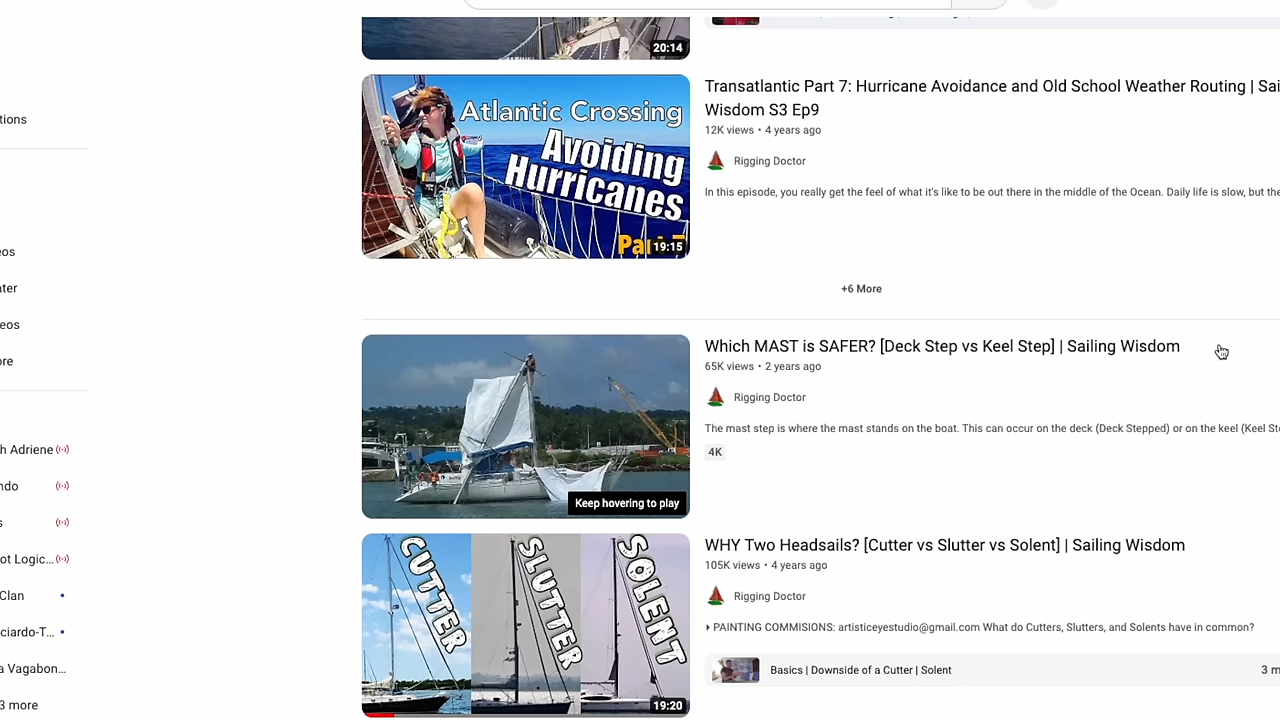 20:14
Transatlantic Part 7: Hurricane Avoidance and Old School Weather Routing | Sai
Wisdom S3 Ep9
12K views • 4 years ago
Rigging Doctor
In this episode, you really get the feel of what it's like to be out there in the middle of the Ocean. Daily life is slow, but the
Atlantic Crossing
Avoiding
Hurricanes
Part 7
19:15
+6 More
Which MAST is SAFER? [Deck Step vs Keel Step] | Sailing Wisdom
65K views • 2 years ago
Rigging Doctor
The mast step is where the mast stands on the boat. This can occur on the deck (Deck Stepped) or on the keel (Keel Ste
4K
Keep hovering to play
WHY Two Headsails? [Cutter vs Slutter vs Solent] | Sailing Wisdom
105K views • 4 years ago
Rigging Doctor
PAINTING COMMISIONS: artisticeyestudio@gmail.com What do Cutters, Slutters, and Solents have in common?
Basics | Downside of a Cutter | Solent
3 m
CUTTER
SLUTTER
SOLENT
19:20
tions
eos
ater
eos
ore
h Adriene
ndo
s
ot Logic...
Clan
ciardo-T...
a Vagabon...
3 more